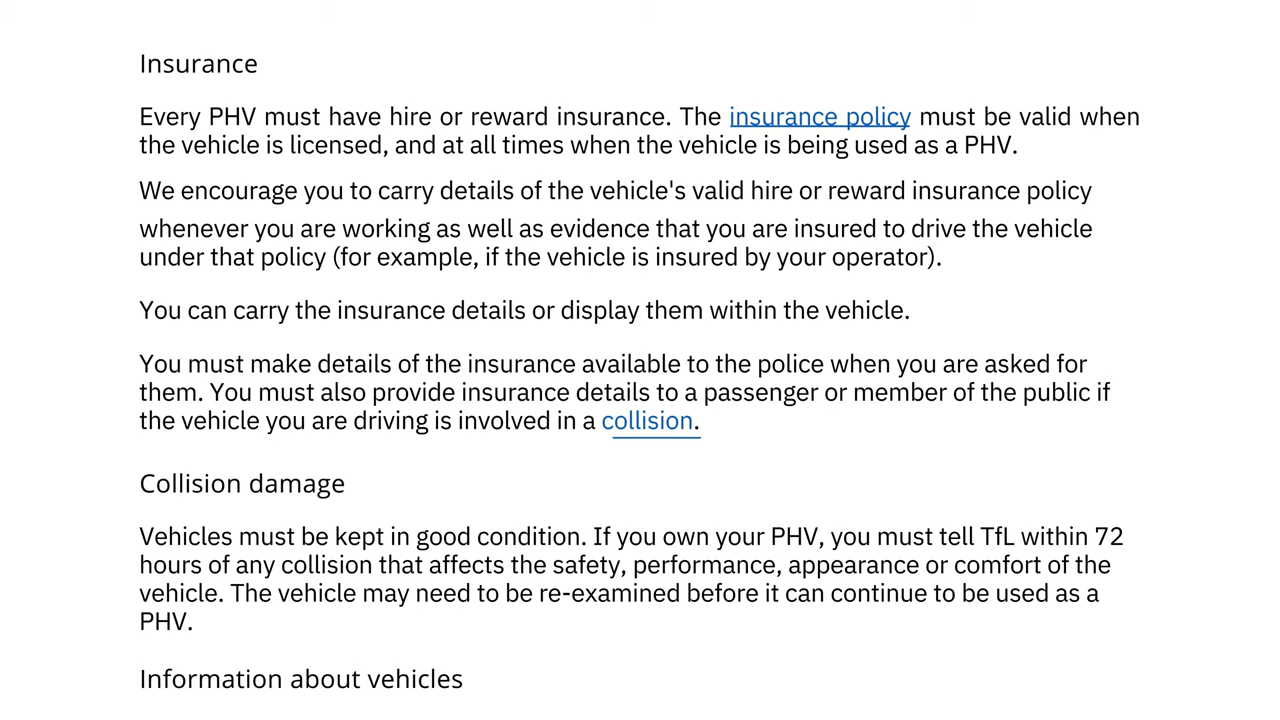 Insurance
Every PHV must have hire or reward insurance. The insurance policy must be valid when
the vehicle is licensed, and at all times when the vehicle is being used as a PHV.
We encourage you to carry details of the vehicle's valid hire or reward insurance policy
whenever you are working as well as evidence that you are insured to drive the vehicle
under that policy (for example, if the vehicle is insured by your operator).
You can carry the insurance details or display them within the vehicle.
You must make details of the insurance available to the police when you are asked for
them. You must also provide insurance details to a passenger or member of the public if
the vehicle you are driving is involved in a collision.
Collision damage
Vehicles must be kept in good condition. If you own your PHV, you must tell TfL within 72
hours of any collision that affects the safety, performance, appearance or comfort of the
vehicle. The vehicle may need to be re-examined before it can continue to be used as a
PHV.
Information about vehicles